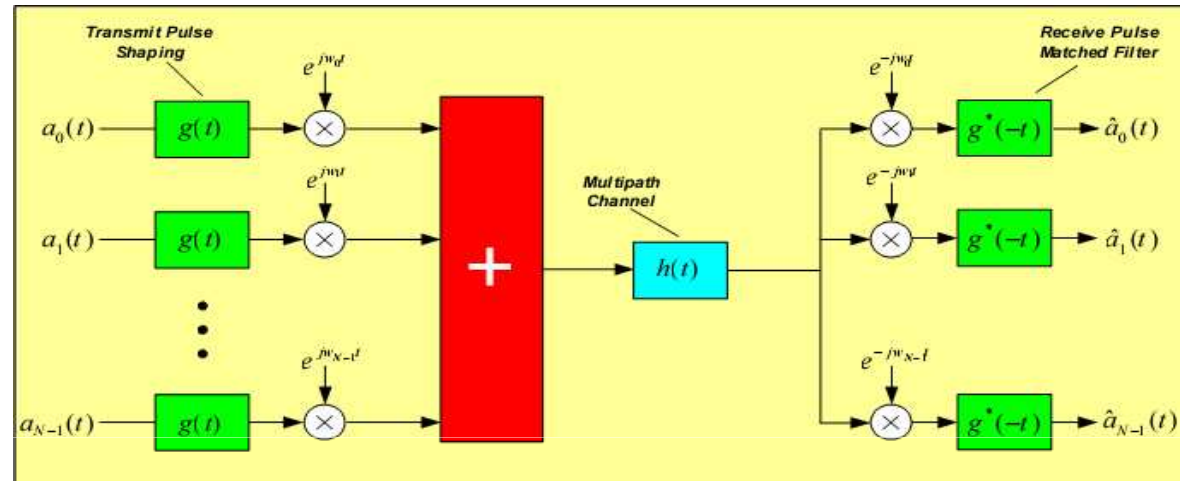 Transmit Pulse
Shaping
Receive Pulse
Matched Filter
e^{jw_0t}
e^{-jw_0t}
a_0(t)
g(t)
×
×
g^*(-t)
â_0(t)
e^{jw_1t}
Multipath
Channel
e^{-jw_1t}
a_1(t)
g(t)
×
+
h(t)
×
g^*(-t)
â_1(t)
e^{jw_{N-1}t}
e^{-jw_{N-1}t}
a_{N-1}(t)
g(t)
×
×
g^*(-t)
â_{N-1}(t)